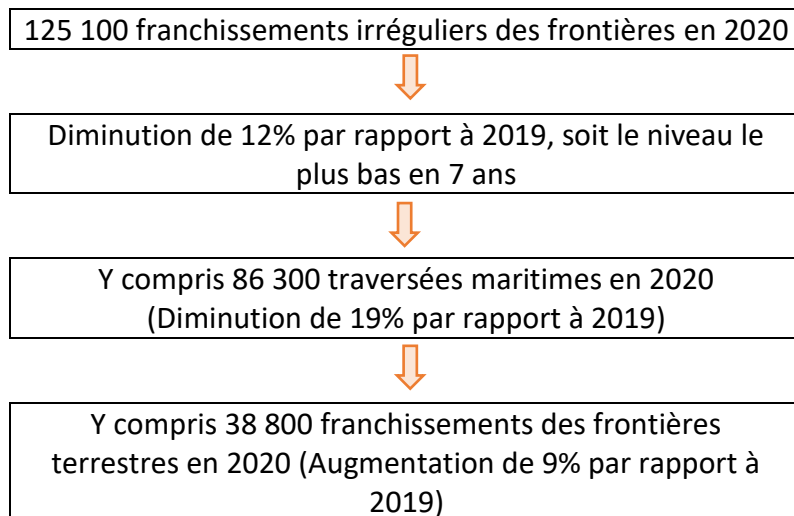 125 100 franchissements irréguliers des frontières en 2020
Diminution de 12% par rapport à 2019, soit le niveau le
plus bas en 7 ans
Y compris 86 300 traversées maritimes en 2020
(Diminution de 19% par rapport à 2019)
Y compris 38 800 franchissements des frontières
terrestres en 2020 (Augmentation de 9% par rapport à
2019)